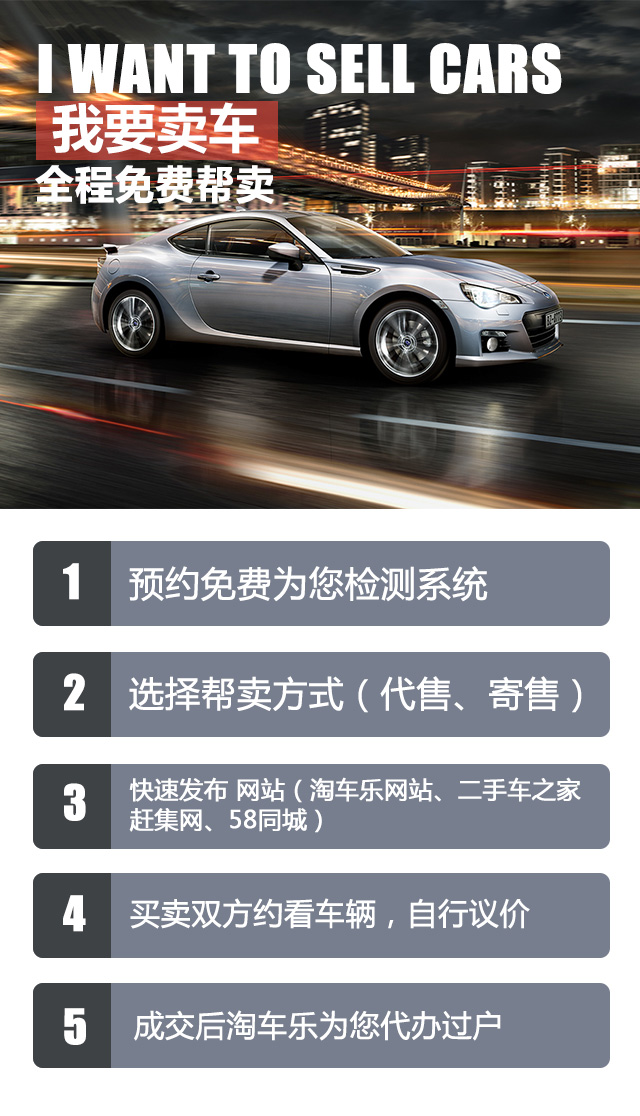 I WANT TO SELL CARS
我要卖车
全程免费帮卖
1
预约免费为您检测系统
2
选择帮卖方式（代售、寄售）
3
快速发布 网站（淘车乐网站、二手车之家
赶集网、58同城）
4
买卖双方约看车辆，自行议价
5
成交后淘车乐为您代办过户